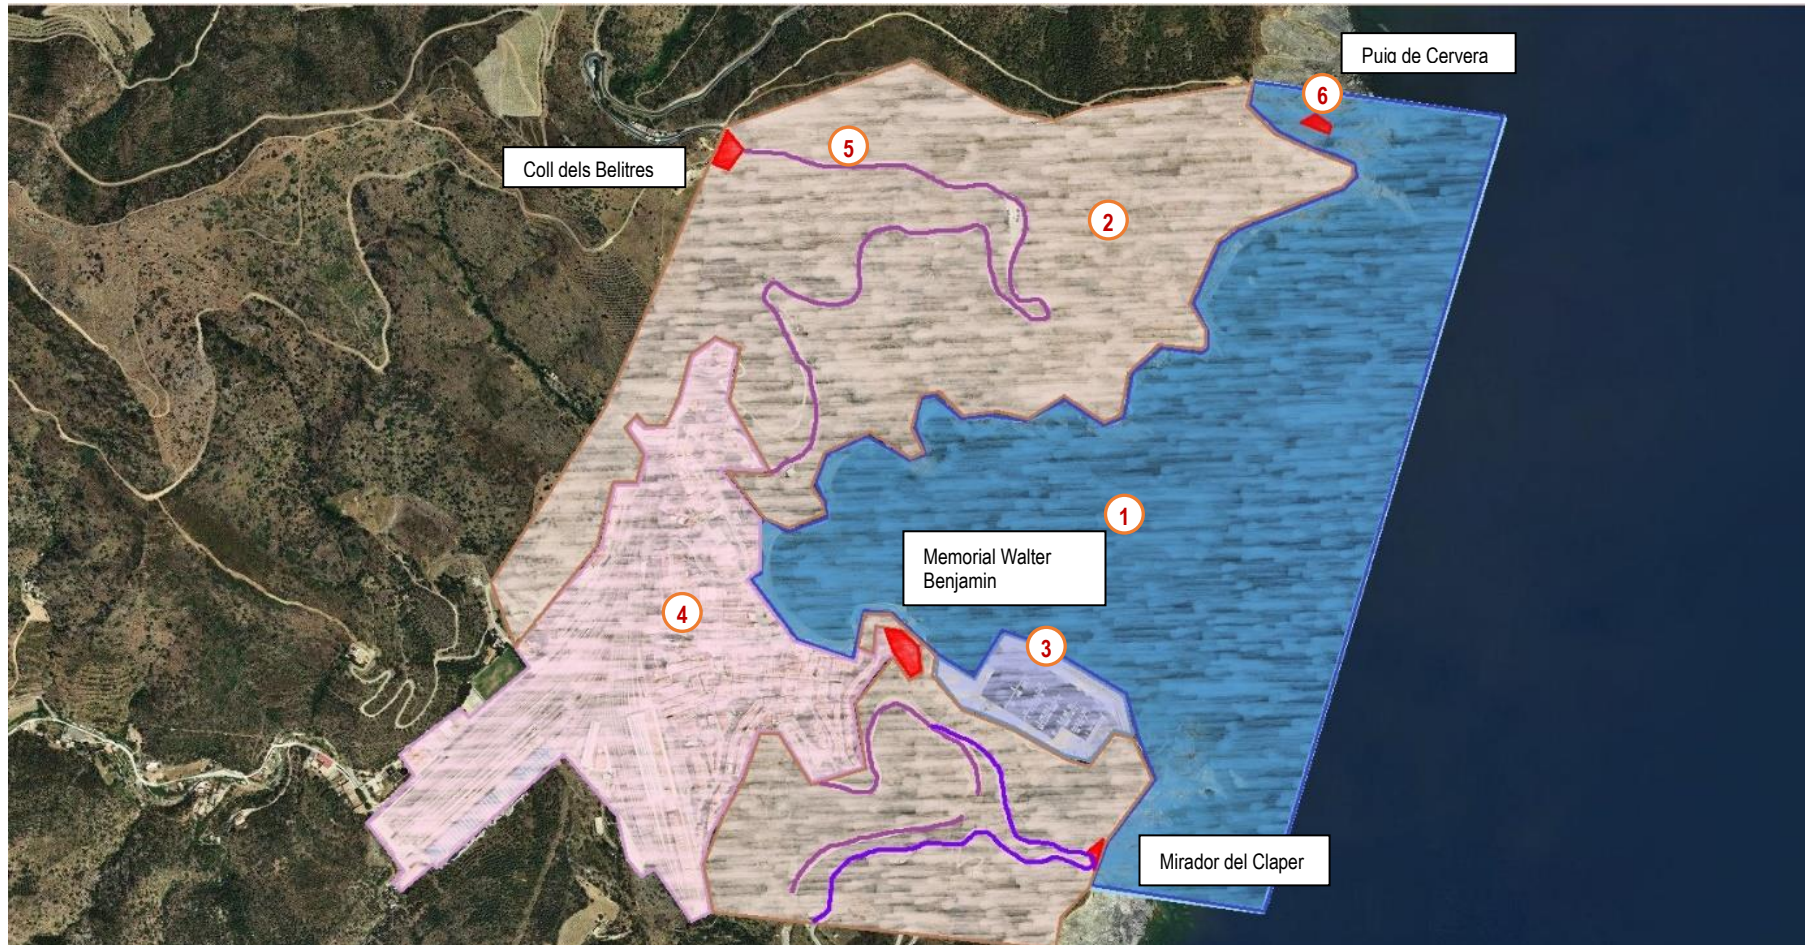 Puig de Cervera
6
5
Coll dels Belitres
2
1
Memorial Walter
Benjamin
4
3
Mirador del Claper